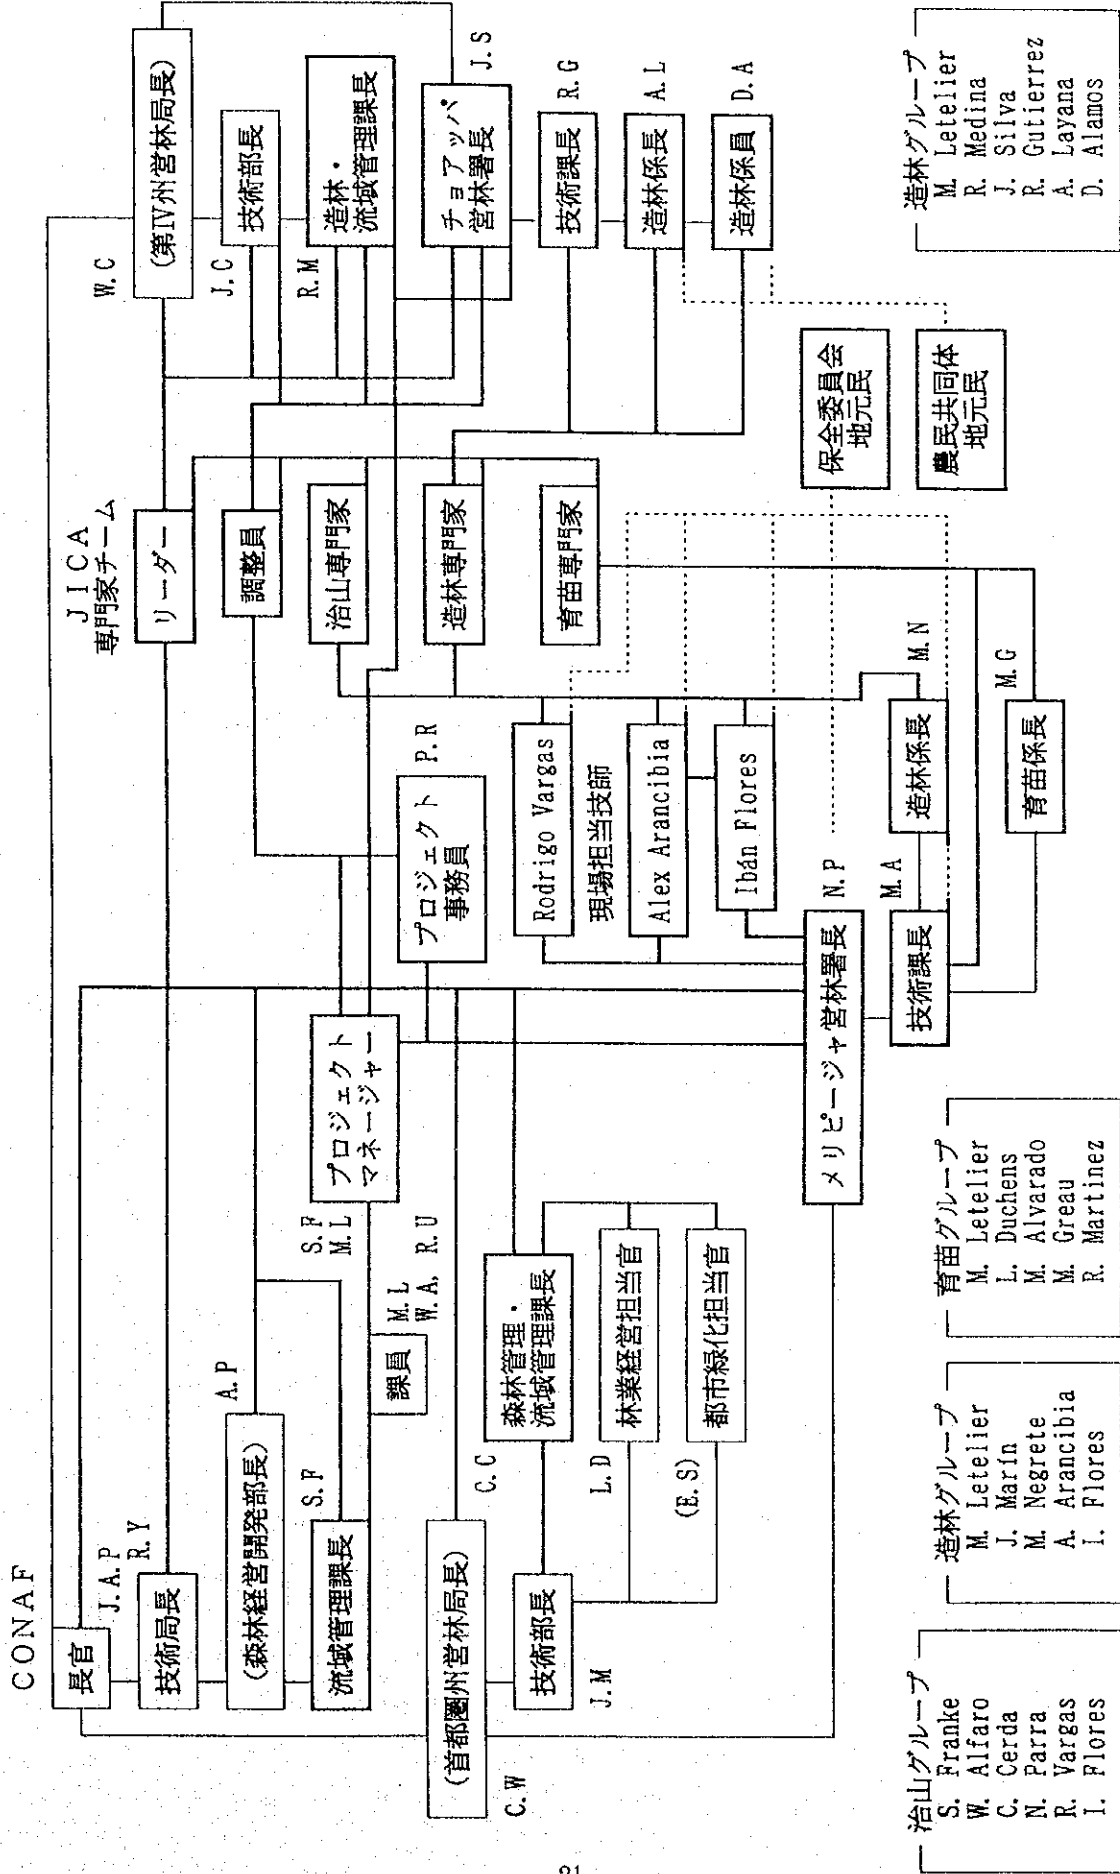 CONAF
長官
J.A.P
技術局長
R.Y
(森林経営開発部長)
A.P
流域管理課長
S.F
課員
M.L
W.A, R.U
(首都圏州営林局長)
C.W
技術部長
J.M
森林管理・
流域管理課長
C.C
林業経営担当官
L.D
都市緑化担当官
(E.S)
プロジェクト
マネージャー
S.F
M.L
プロジェクト
事務員
P.R
Rodrigo Vargas
現場担当技師
Alex Arancibia
Ibán Flores
メリピージャ営林署長
N.P
技術課長
M.A
造林係長
M.N
育苗係長
M.G
JICA
専門家チーム
リーダー
調整員
治山専門家
造林専門家
育苗専門家
保全委員会
地元民
農民共同体
地元民
(第IV州営林局長)
W.C
技術部長
J.C
造林・
流域管理課長
R.M
チョアッパ
営林署長
J.S
技術課長
R.G
造林係長
A.L
造林係員
D.A
治山グループ
S. Franke
W. Alfaro
C. Cerda
N. Parra
R. Vargas
I. Flores
造林グループ
M. Letelier
J. Marín
M. Negrete
A. Arancibia
I. Flores
育苗グループ
M. Letelier
L. Duchens
M. Alvarado
M. Greau
R. Martinez
造林グループ
M. Letelier
R. Medina
J. Silva
R. Gutierrez
A. Layana
D. Alamos
21